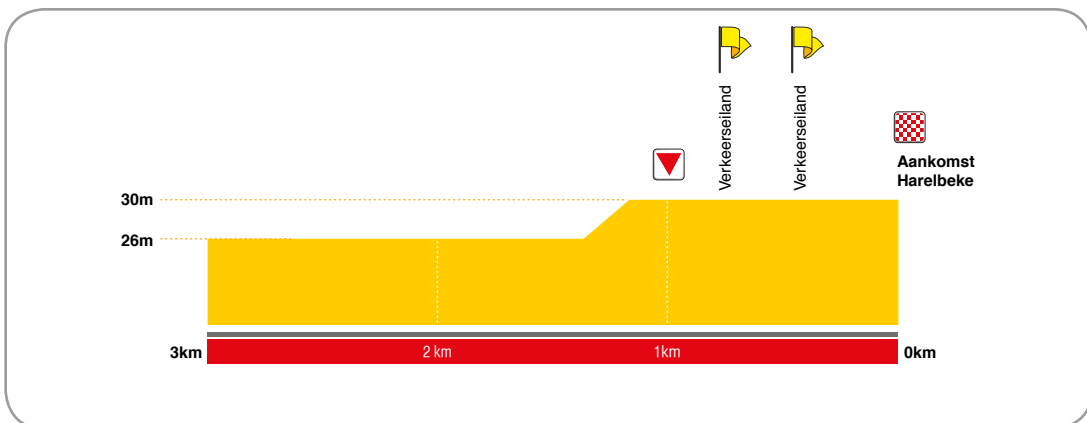 Verkeerseiland
Verkeerseiland
Aankomst
Harelbeke
30m
26m
3km
2 km
1km
0km